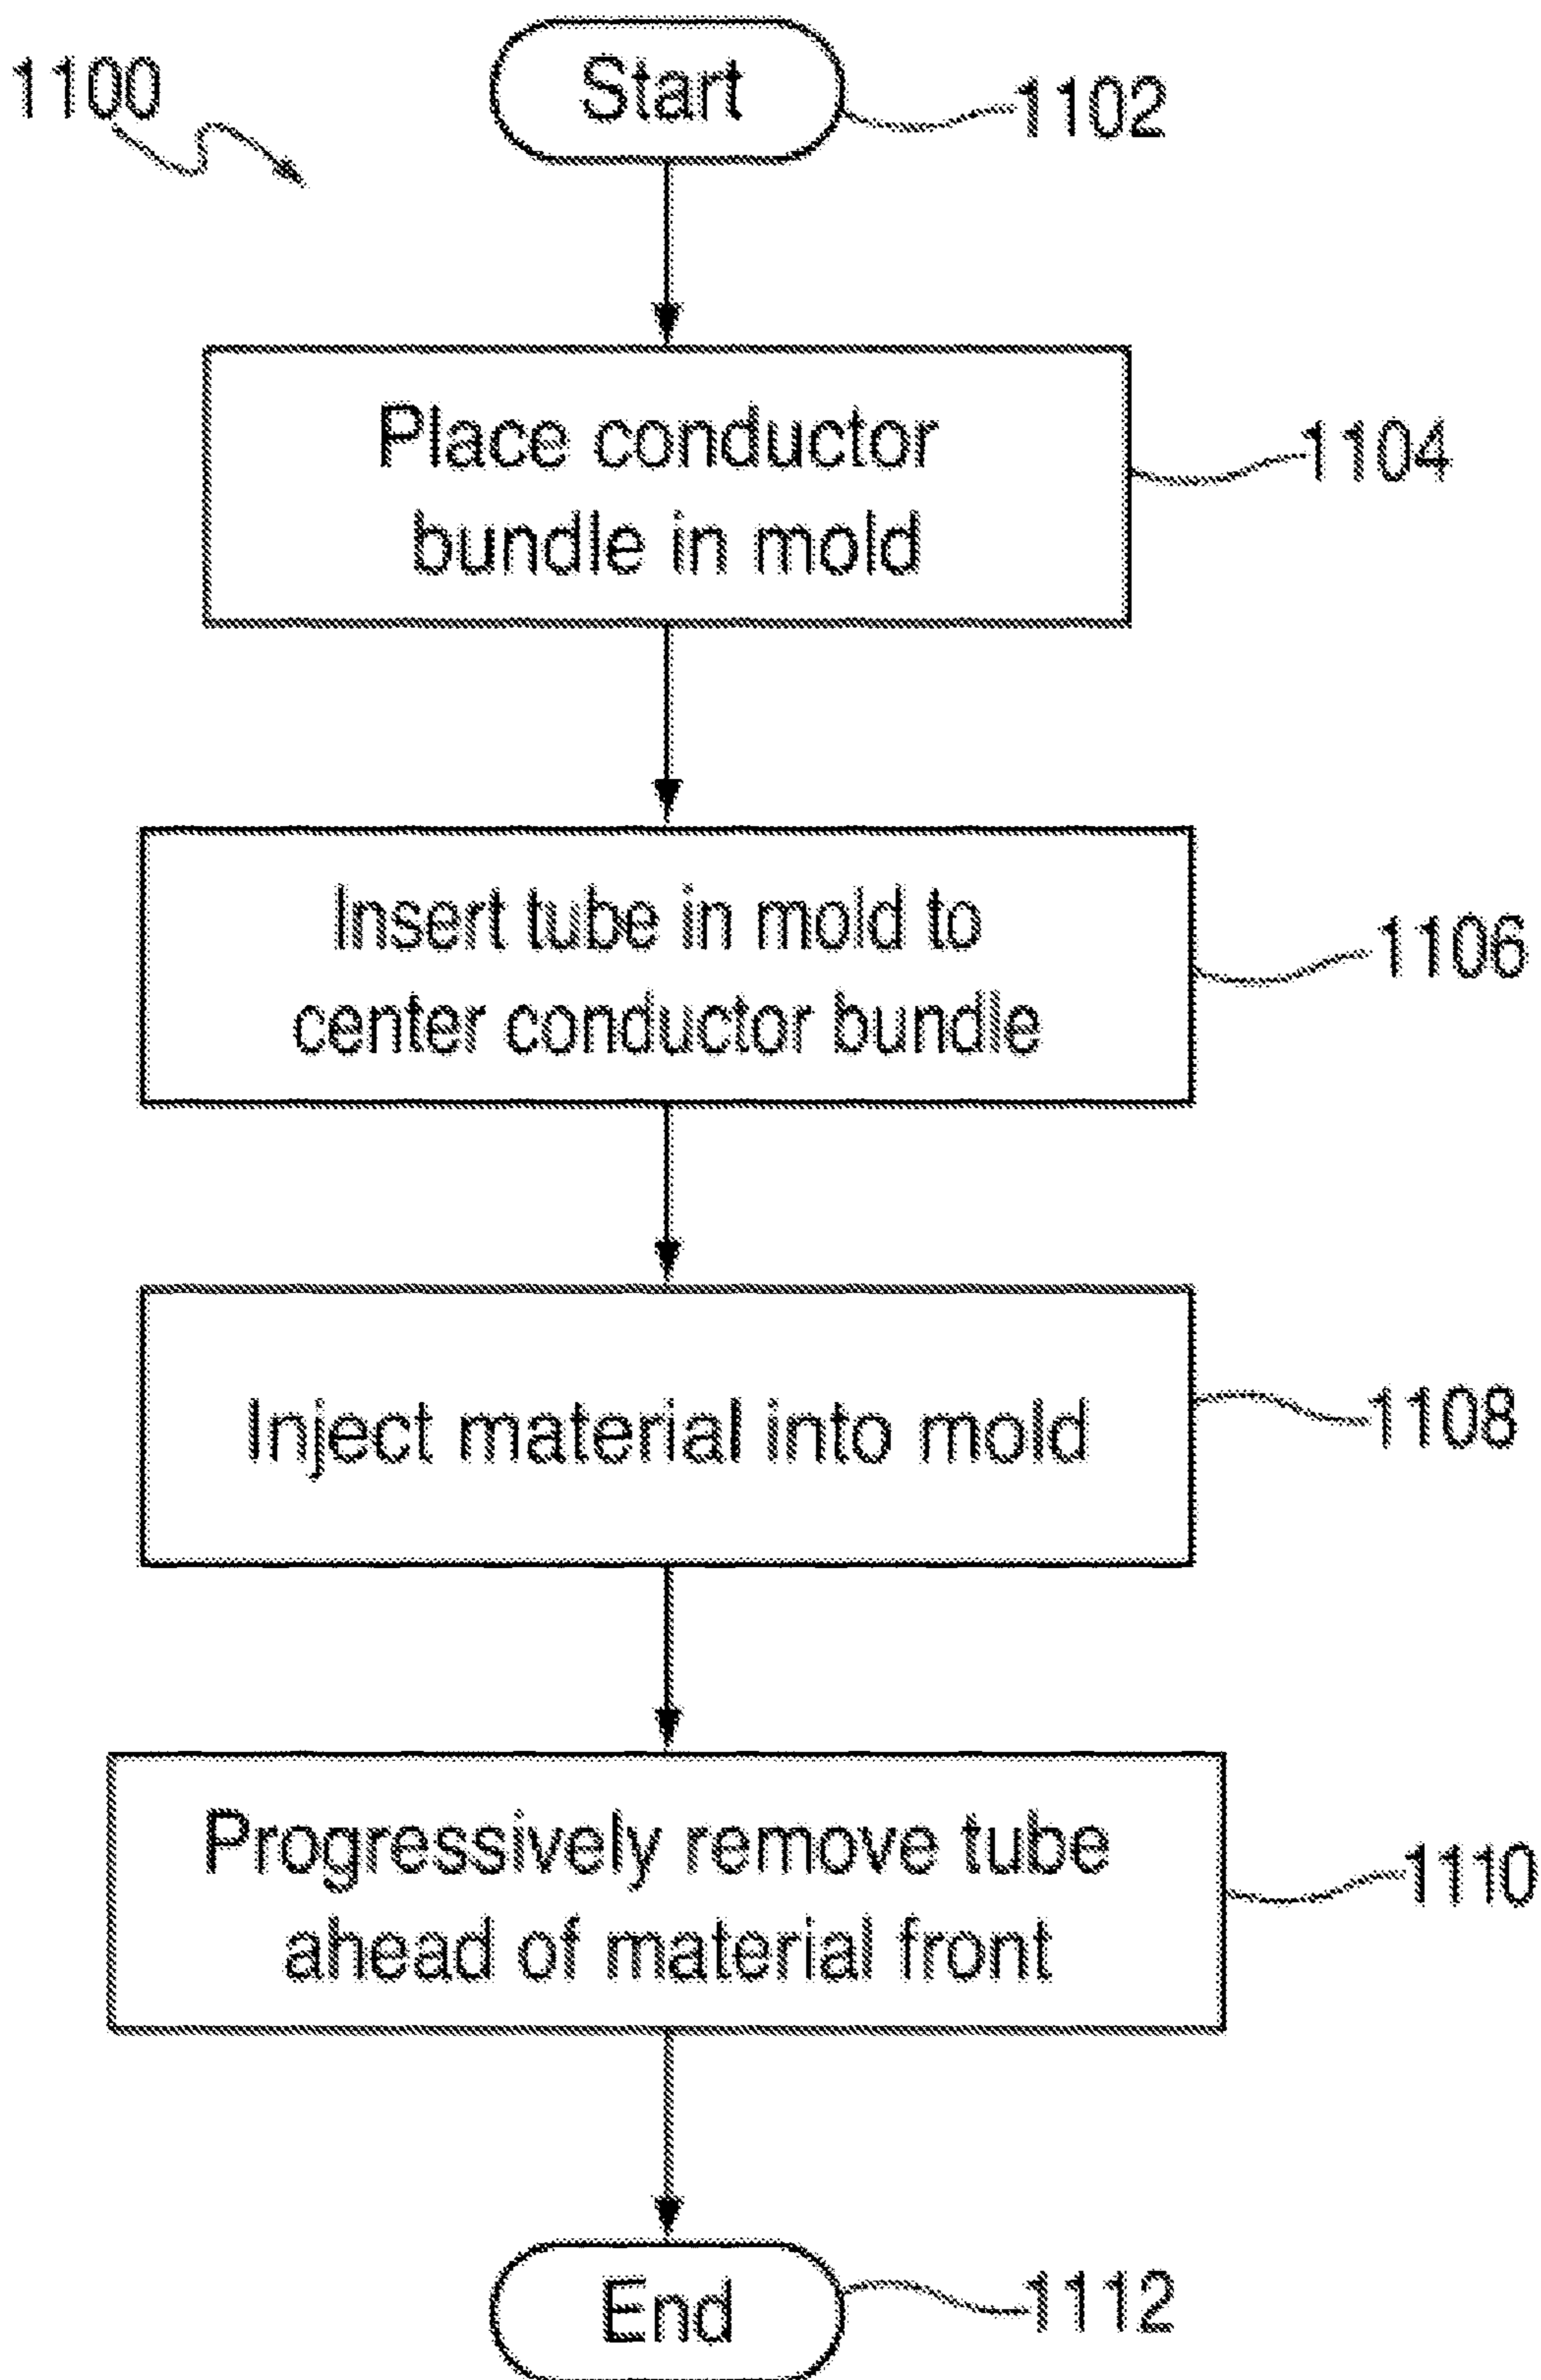 1100
Start
1102
Place conductor
bundle in mold
1104
Insert tube in mold to
center conductor bundle
1106
Inject material into mold
1108
Progressively remove tube
ahead of material front
1110
End
1112